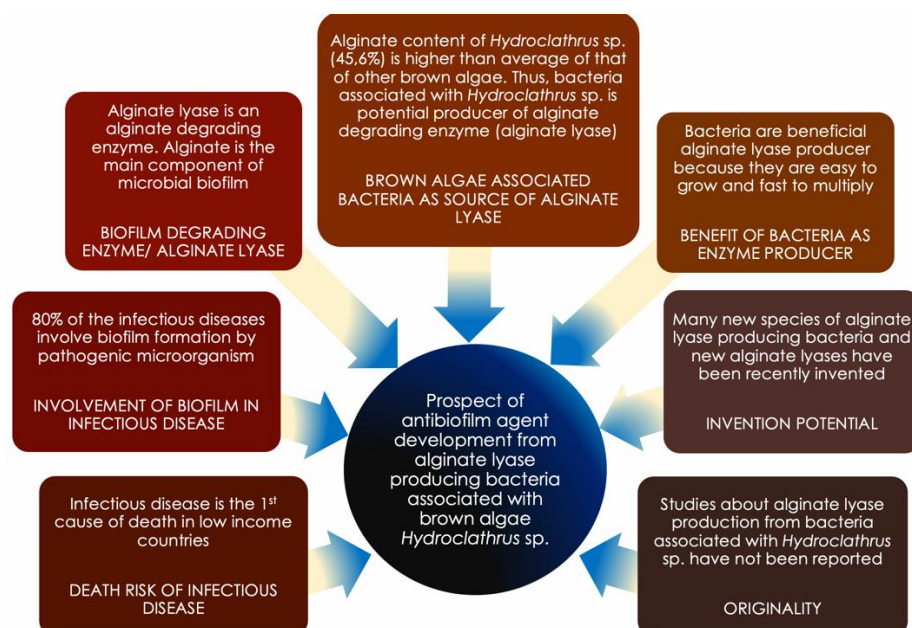 Alginate content of Hydroclathrus sp.
(45,6%) is higher than average of that
of other brown algae. Thus, bacteria
associated with Hydroclathrus sp. is
potential producer of alginate
degrading enzyme (alginate lyase)
BROWN ALGAE ASSOCIATED
BACTERIA AS SOURCE OF ALGINATE
LYASE
Alginate lyase is an
alginate degrading
enzyme. Alginate is the
main component of
microbial biofilm
BIOFILM DEGRADING
ENZYME/ ALGINATE LYASE
Bacteria are beneficial
alginate lyase producer
because they are easy to
grow and fast to multiply
BENEFIT OF BACTERIA AS
ENZYME PRODUCER
80% of the infectious diseases
involve biofilm formation by
pathogenic microorganism
INVOLVEMENT OF BIOFILM IN
INFECTIOUS DISEASE
Many new species of alginate
lyase producing bacteria and
new alginate lyases have
been recently invented
INVENTION POTENTIAL
Prospect of
antibiofilm agent
development from
alginate lyase
producing bacteria
associated with
brown algae
Hydroclathrus sp.
Infectious disease is the 1st
cause of death in low income
countries
DEATH RISK OF INFECTIOUS
DISEASE
Studies about alginate lyase
production from bacteria
associated with Hydroclathrus
sp. have not been reported
ORIGINALITY